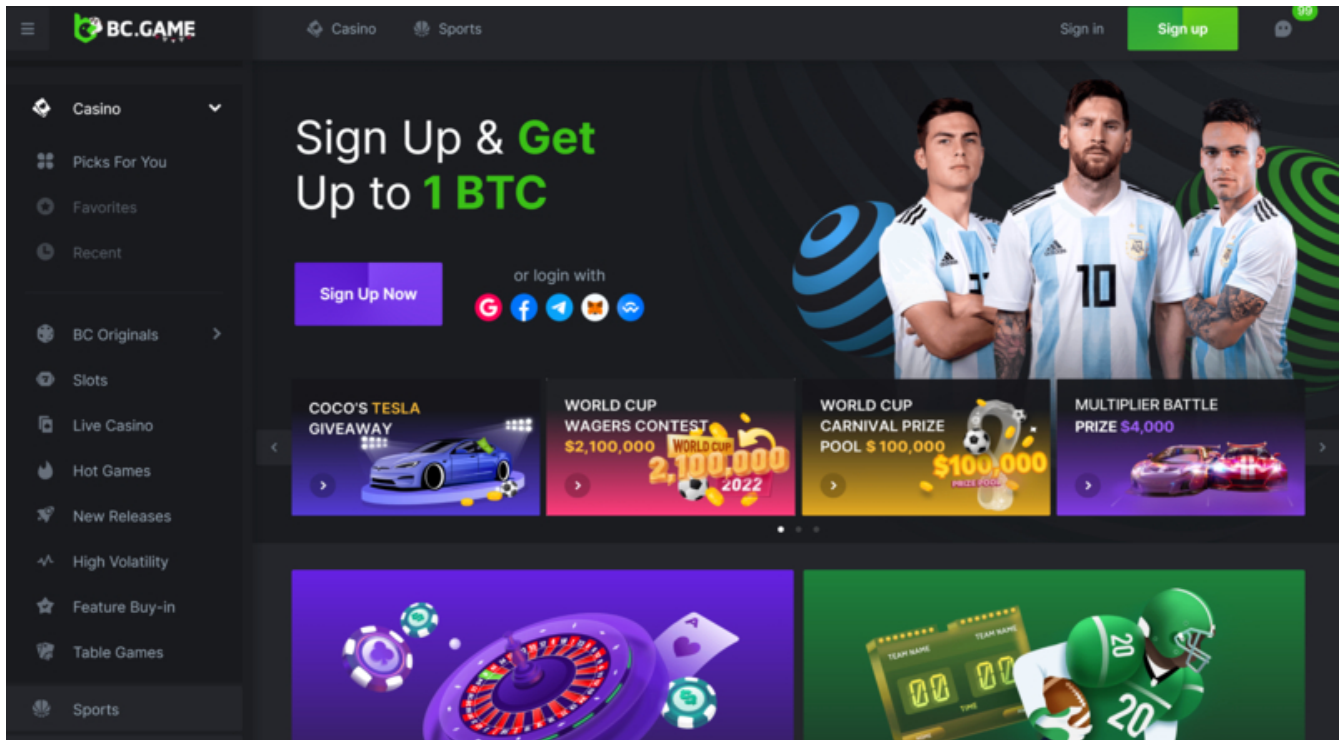 BC.GAME
Casino
Sports
Sign in
Sign up
99
Casino
Picks For You
Favorites
Recent
BC Originals
Slots
Live Casino
Hot Games
New Releases
High Volatility
Feature Buy-in
Table Games
Sports
Sign Up & Get
Up to 1 BTC
Sign Up Now
or login with
G
f
10
COCO'S TESLA
GIVEAWAY
WORLD CUP
WAGERS CONTEST
$2,100,000
WORLD CUP
2,100,000
2022
WORLD CUP
CARNIVAL PRIZE
POOL $ 100,000
$100,000
PRIZE POOL
MULTIPLIER BATTLE
PRIZE $4,000
A
TEAM NAME
TEAM NAME
00
00
TIME
20
20